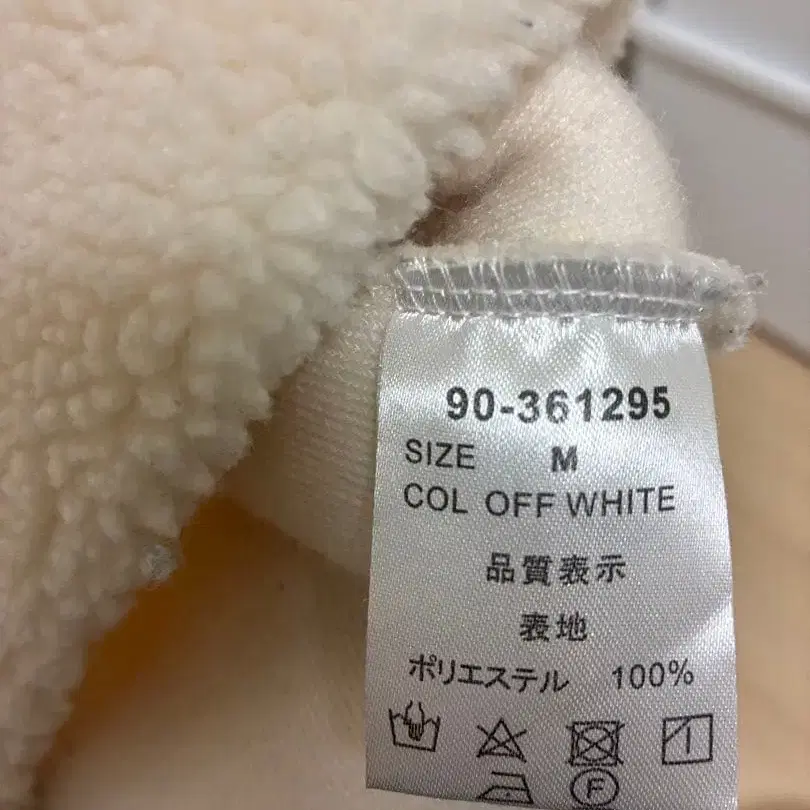 90-361295
SIZE M
COL OFF WHITE
品質表示
表地
ポリエステル 100%
F